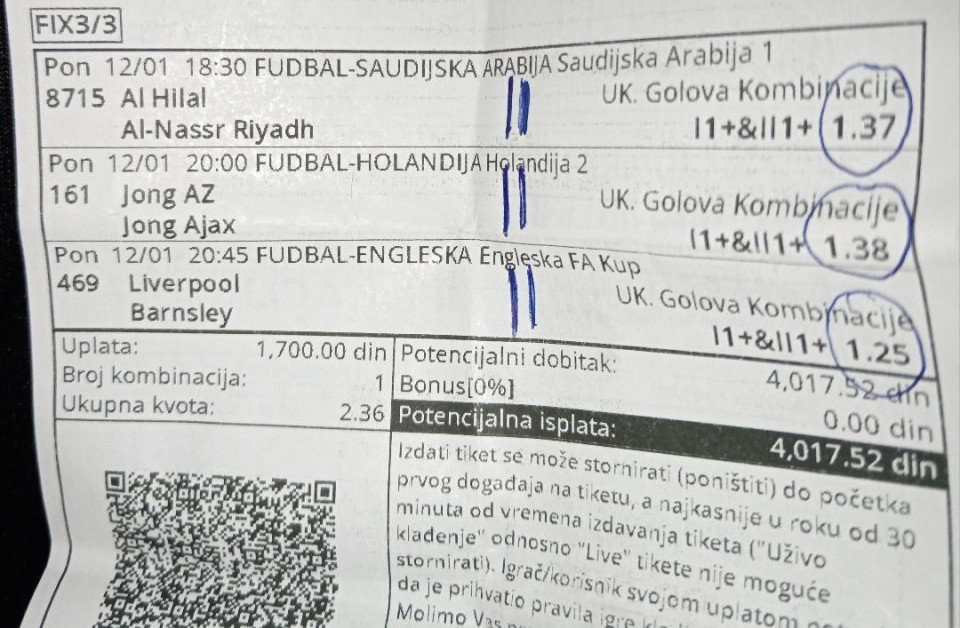 FIX3/3
Pon 12/01 18:30 FUDBAL-SAUDIJSKA ARABIJA Saudijska Arabija 1
8715 Al Hilal UK. Golova Kombinacije
Al-Nassr Riyadh I1+&II1+ 1.37
Pon 12/01 20:00 FUDBAL-HOLANDIJA Holandija 2
161 Jong AZ UK. Golova Kombinacije
Jong Ajax I1+&II1+ 1.38
Pon 12/01 20:45 FUDBAL-ENGLESKA Engleska FA Kup
469 Liverpool UK. Golova Kombinacije
Barnsley I1+&II1+ 1.25
Uplata: 1,700.00 din
Broj kombinacija: 1
Ukupna kvota: 2.36
Potencijalni dobitak: 4,017.52 din
Bonus[0%] 0.00 din
Potencijalna isplata: 4,017.52 din
Izdati tiket se može stornirati (poništiti) do početka
prvog događaja na tiketu, a najkasnije u roku od 30
minuta od vremena izdavanja tiketa ("Uživo
klađenje" odnosno "Live" tikete nije moguće
stornirati). Igrač/korisnik svojom uplatom
da je prihvatio pravila igre
Molimo Vas